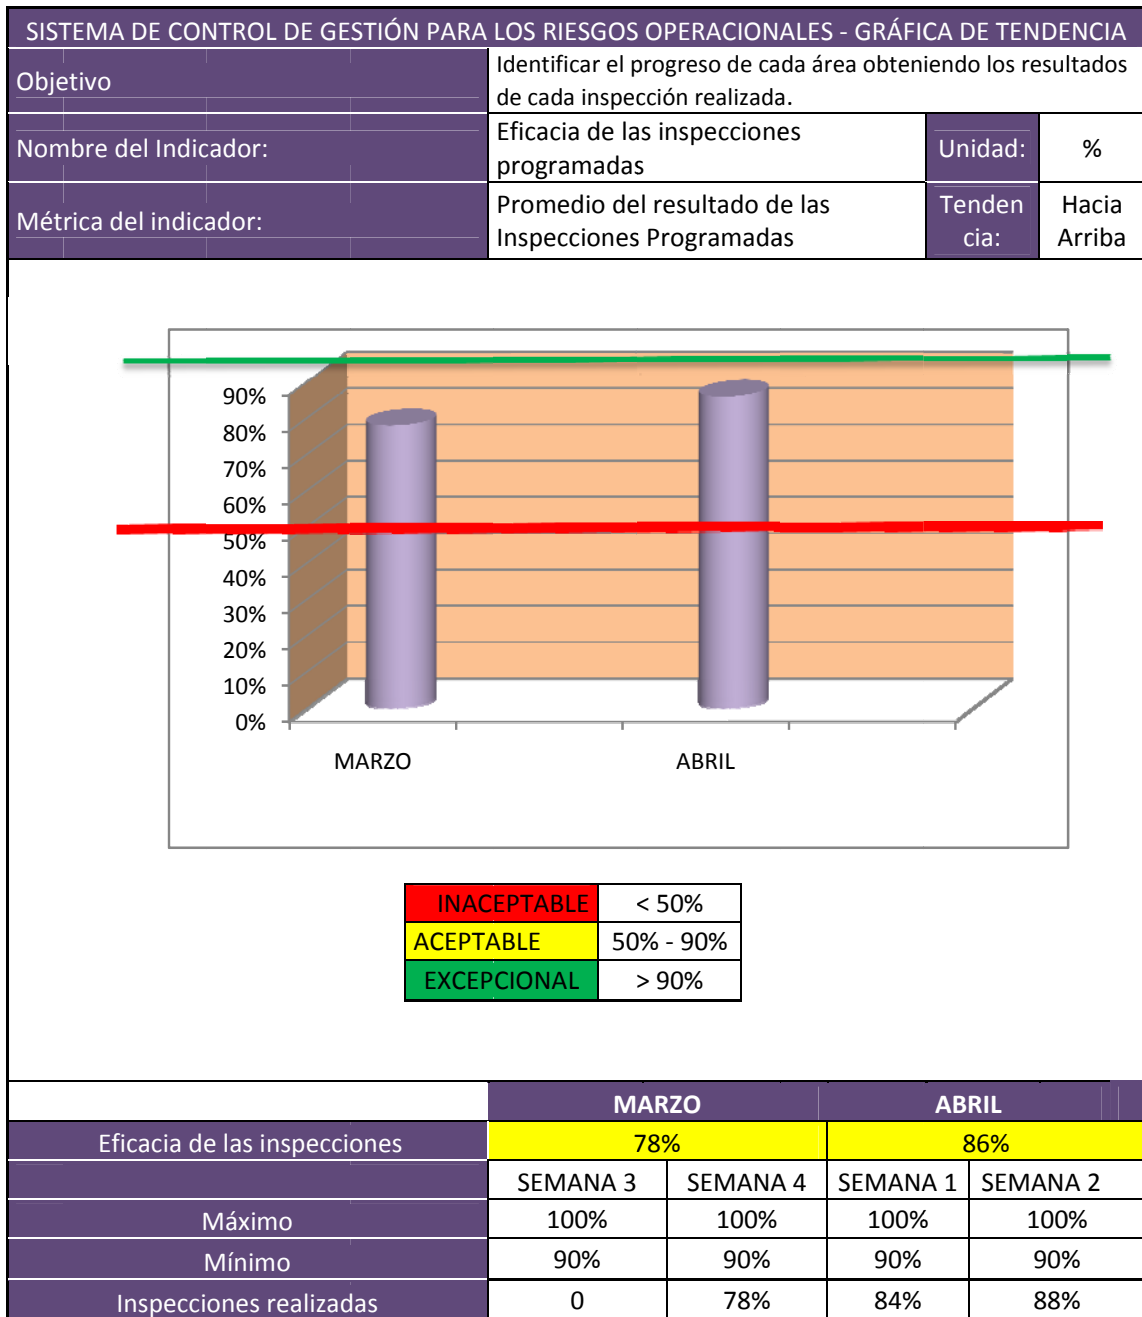 SISTEMA DE CONTROL DE GESTIÓN PARA LOS RIESGOS OPERACIONALES - GRÁFICA DE TENDENCIA
Objetivo
Identificar el progreso de cada área obteniendo los resultados
de cada inspección realizada.
Nombre del Indicador:
Eficacia de las inspecciones
programadas
Unidad:
%
Métrica del indicador:
Promedio del resultado de las
Inspecciones Programadas
Tenden
cia:
Hacia
Arriba
90%
80%
70%
60%
50%
40%
30%
20%
10%
0%
MARZO ABRIL
INACEPTABLE < 50%
ACEPTABLE 50% - 90%
EXCEPCIONAL > 90%
MARZO ABRIL
Eficacia de las inspecciones 78% 86%
SEMANA 3 SEMANA 4 SEMANA 1 SEMANA 2
Máximo 100% 100% 100% 100%
Mínimo 90% 90% 90% 90%
Inspecciones realizadas 0 78% 84% 88%